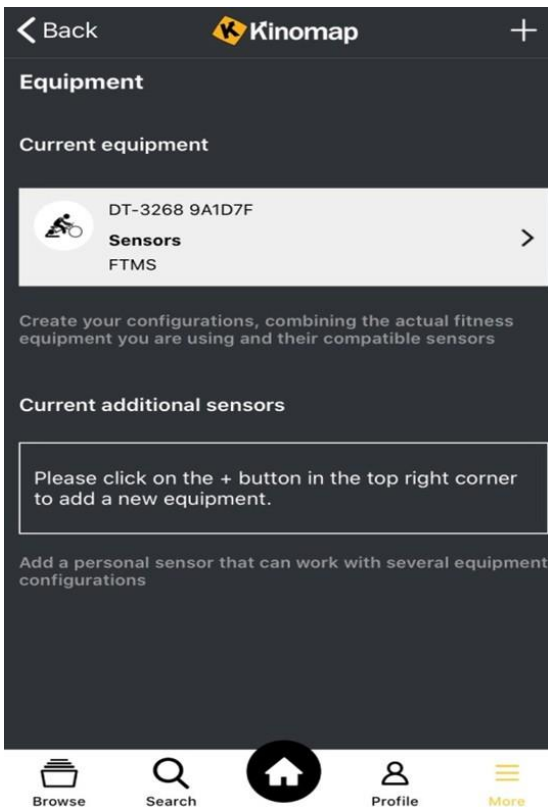 Back
Kinomap
+
Equipment
Current equipment
DT-3268 9A1D7F
Sensors
FTMS
Create your configurations, combining the actual fitness
equipment you are using and their compatible sensors
Current additional sensors
Please click on the + button in the top right corner
to add a new equipment.
Add a personal sensor that can work with several equipment
configurations
Browse
Search
Profile
More